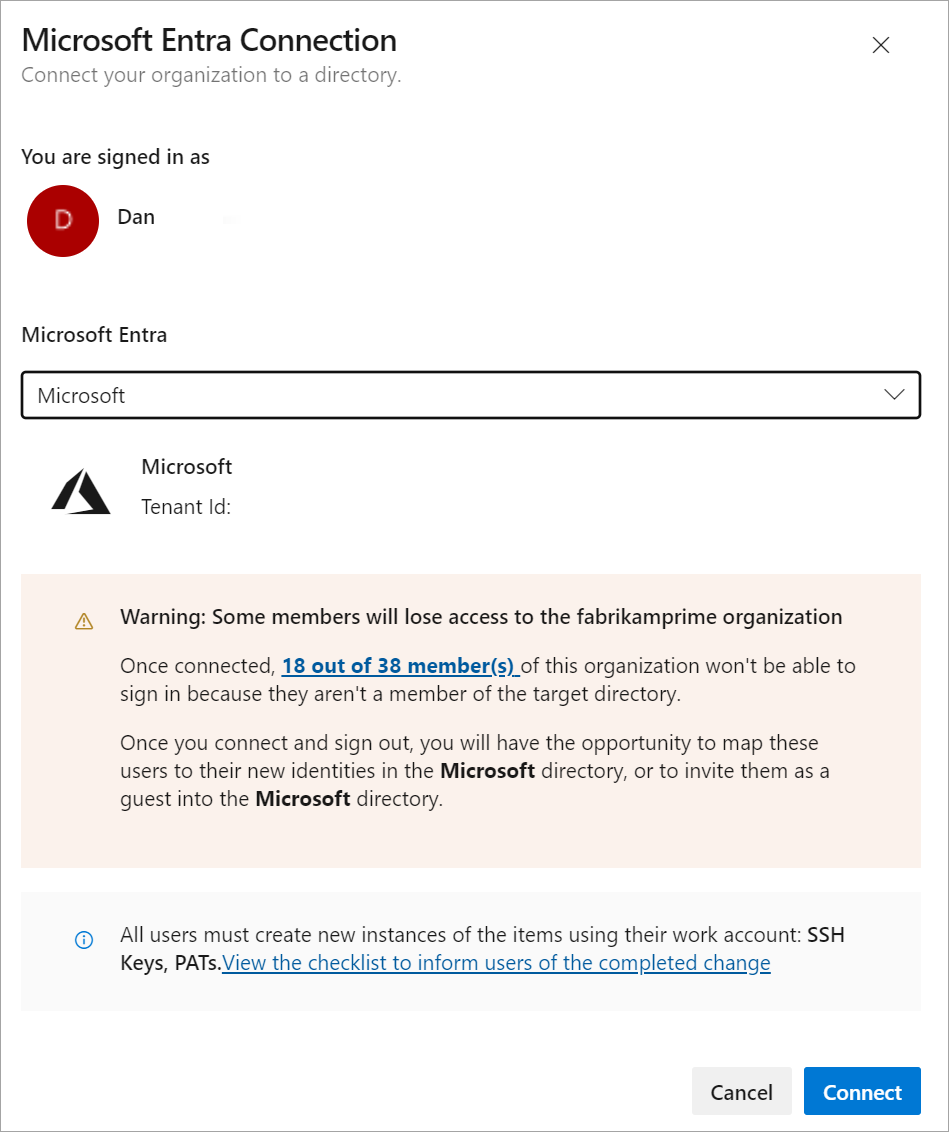 Microsoft Entra Connection
Connect your organization to a directory.
You are signed in as
D
Dan
Microsoft Entra
Microsoft
Microsoft
Tenant Id:
Warning: Some members will lose access to the fabrikamprime organization
Once connected, 18 out of 38 member(s) of this organization won't be able to
sign in because they aren't a member of the target directory.
Once you connect and sign out, you will have the opportunity to map these
users to their new identities in the Microsoft directory, or to invite them as a
guest into the Microsoft directory.
All users must create new instances of the items using their work account: SSH
Keys, PATs.View the checklist to inform users of the completed change
Cancel
Connect